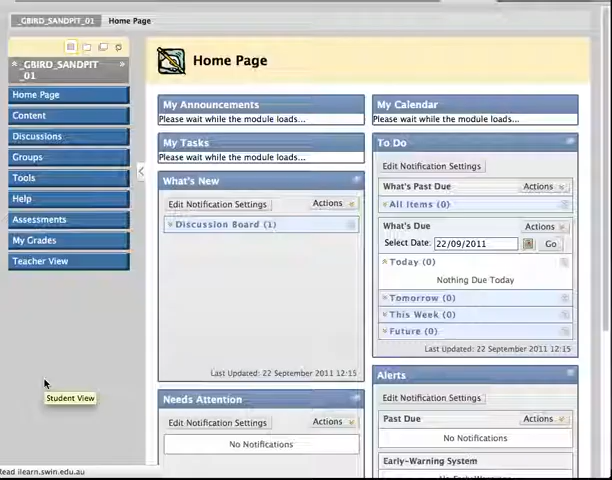 _GBIRD_SANDPIT_01 Home Page
_GBIRD_SANDPIT
_01
Home Page
Content
Discussions
Groups
Tools
Help
Assessments
My Grades
Teacher View
Student View
Home Page
My Announcements
Please wait while the module loads...
My Tasks
Please wait while the module loads...
What's New
Edit Notification Settings Actions
Discussion Board (1)
Last Updated: 22 September 2011 12:15
Needs Attention
Edit Notification Settings Actions
No Notifications
My Calendar
Please wait while the module loads...
To Do
Edit Notification Settings
What's Past Due Actions
All Items (0)
What's Due Actions
Select Date: 22/09/2011 Go
Today (0)
Nothing Due Today
Tomorrow (0)
This Week (0)
Future (0)
Last Updated: 22 September 2011 12:15
Alerts
Edit Notification Settings
Past Due Actions
No Notifications
Early-Warning System
ilearn.swin.edu.au